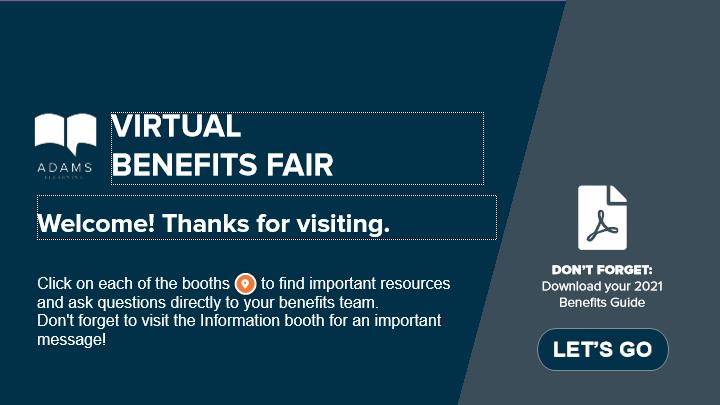 VIRTUAL
BENEFITS FAIR
ADAMS
Welcome! Thanks for visiting.
Click on each of the booths to find important resources
and ask questions directly to your benefits team.
Don't forget to visit the Information booth for an important
message!
DON'T FORGET:
Download your 2021
Benefits Guide
LET'S GO